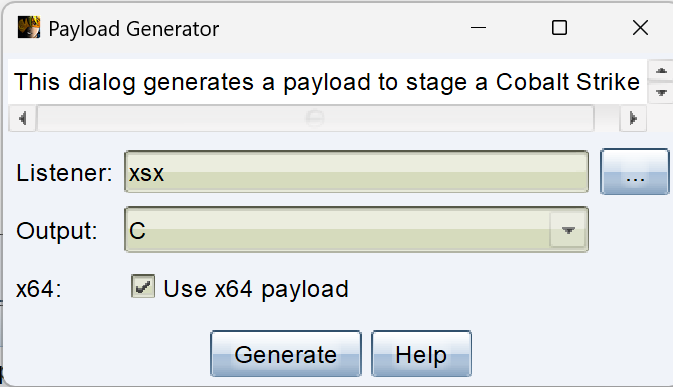 Payload Generator
This dialog generates a payload to stage a Cobalt Strike
Listener: xsx ...
Output: C
x64: Use x64 payload
Generate Help